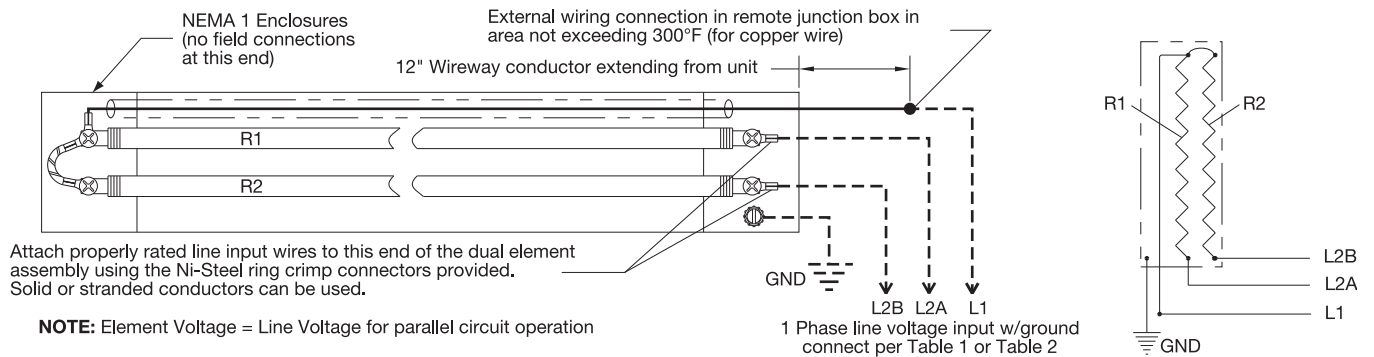 NEMA 1 Enclosures
(no field connections
at this end)
External wiring connection in remote junction box in
area not exceeding 300°F (for copper wire)
12" Wireway conductor extending from unit
R1
R2
Attach properly rated line input wires to this end of the dual element
assembly using the Ni-Steel ring crimp connectors provided.
Solid or stranded conductors can be used.
GND
L2B L2A L1
NOTE: Element Voltage = Line Voltage for parallel circuit operation
1 Phase line voltage input w/ground
connect per Table 1 or Table 2
R1
R2
L2B
L2A
L1
GND